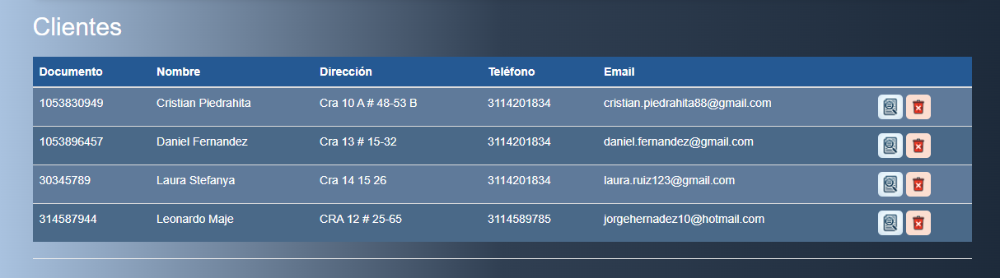 Clientes
Documento Nombre Dirección Teléfono Email
1053830949 Cristian Piedrahita Cra 10 A # 48-53 B 3114201834 cristian.piedrahita88@gmail.com
1053896457 Daniel Fernandez Cra 13 # 15-32 3114201834 daniel.fernandez@gmail.com
30345789 Laura Stefanya Cra 14 15 26 3114201834 laura.ruiz123@gmail.com
314587944 Leonardo Maje CRA 12 # 25-65 3114589785 jorgehernadez10@hotmail.com